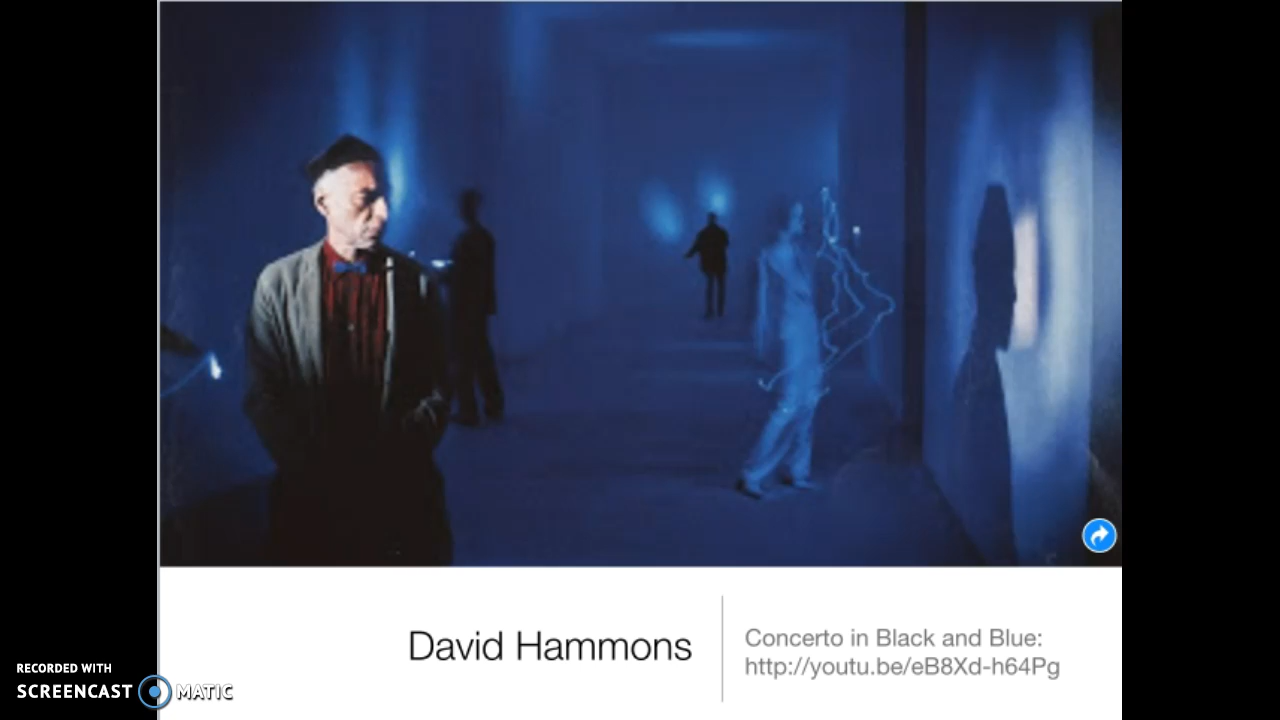 David Hammons
Concerto in Black and Blue:
http://youtu.be/eB8Xd-h64Pg
RECORDED WITH
SCREENCAST MATIC